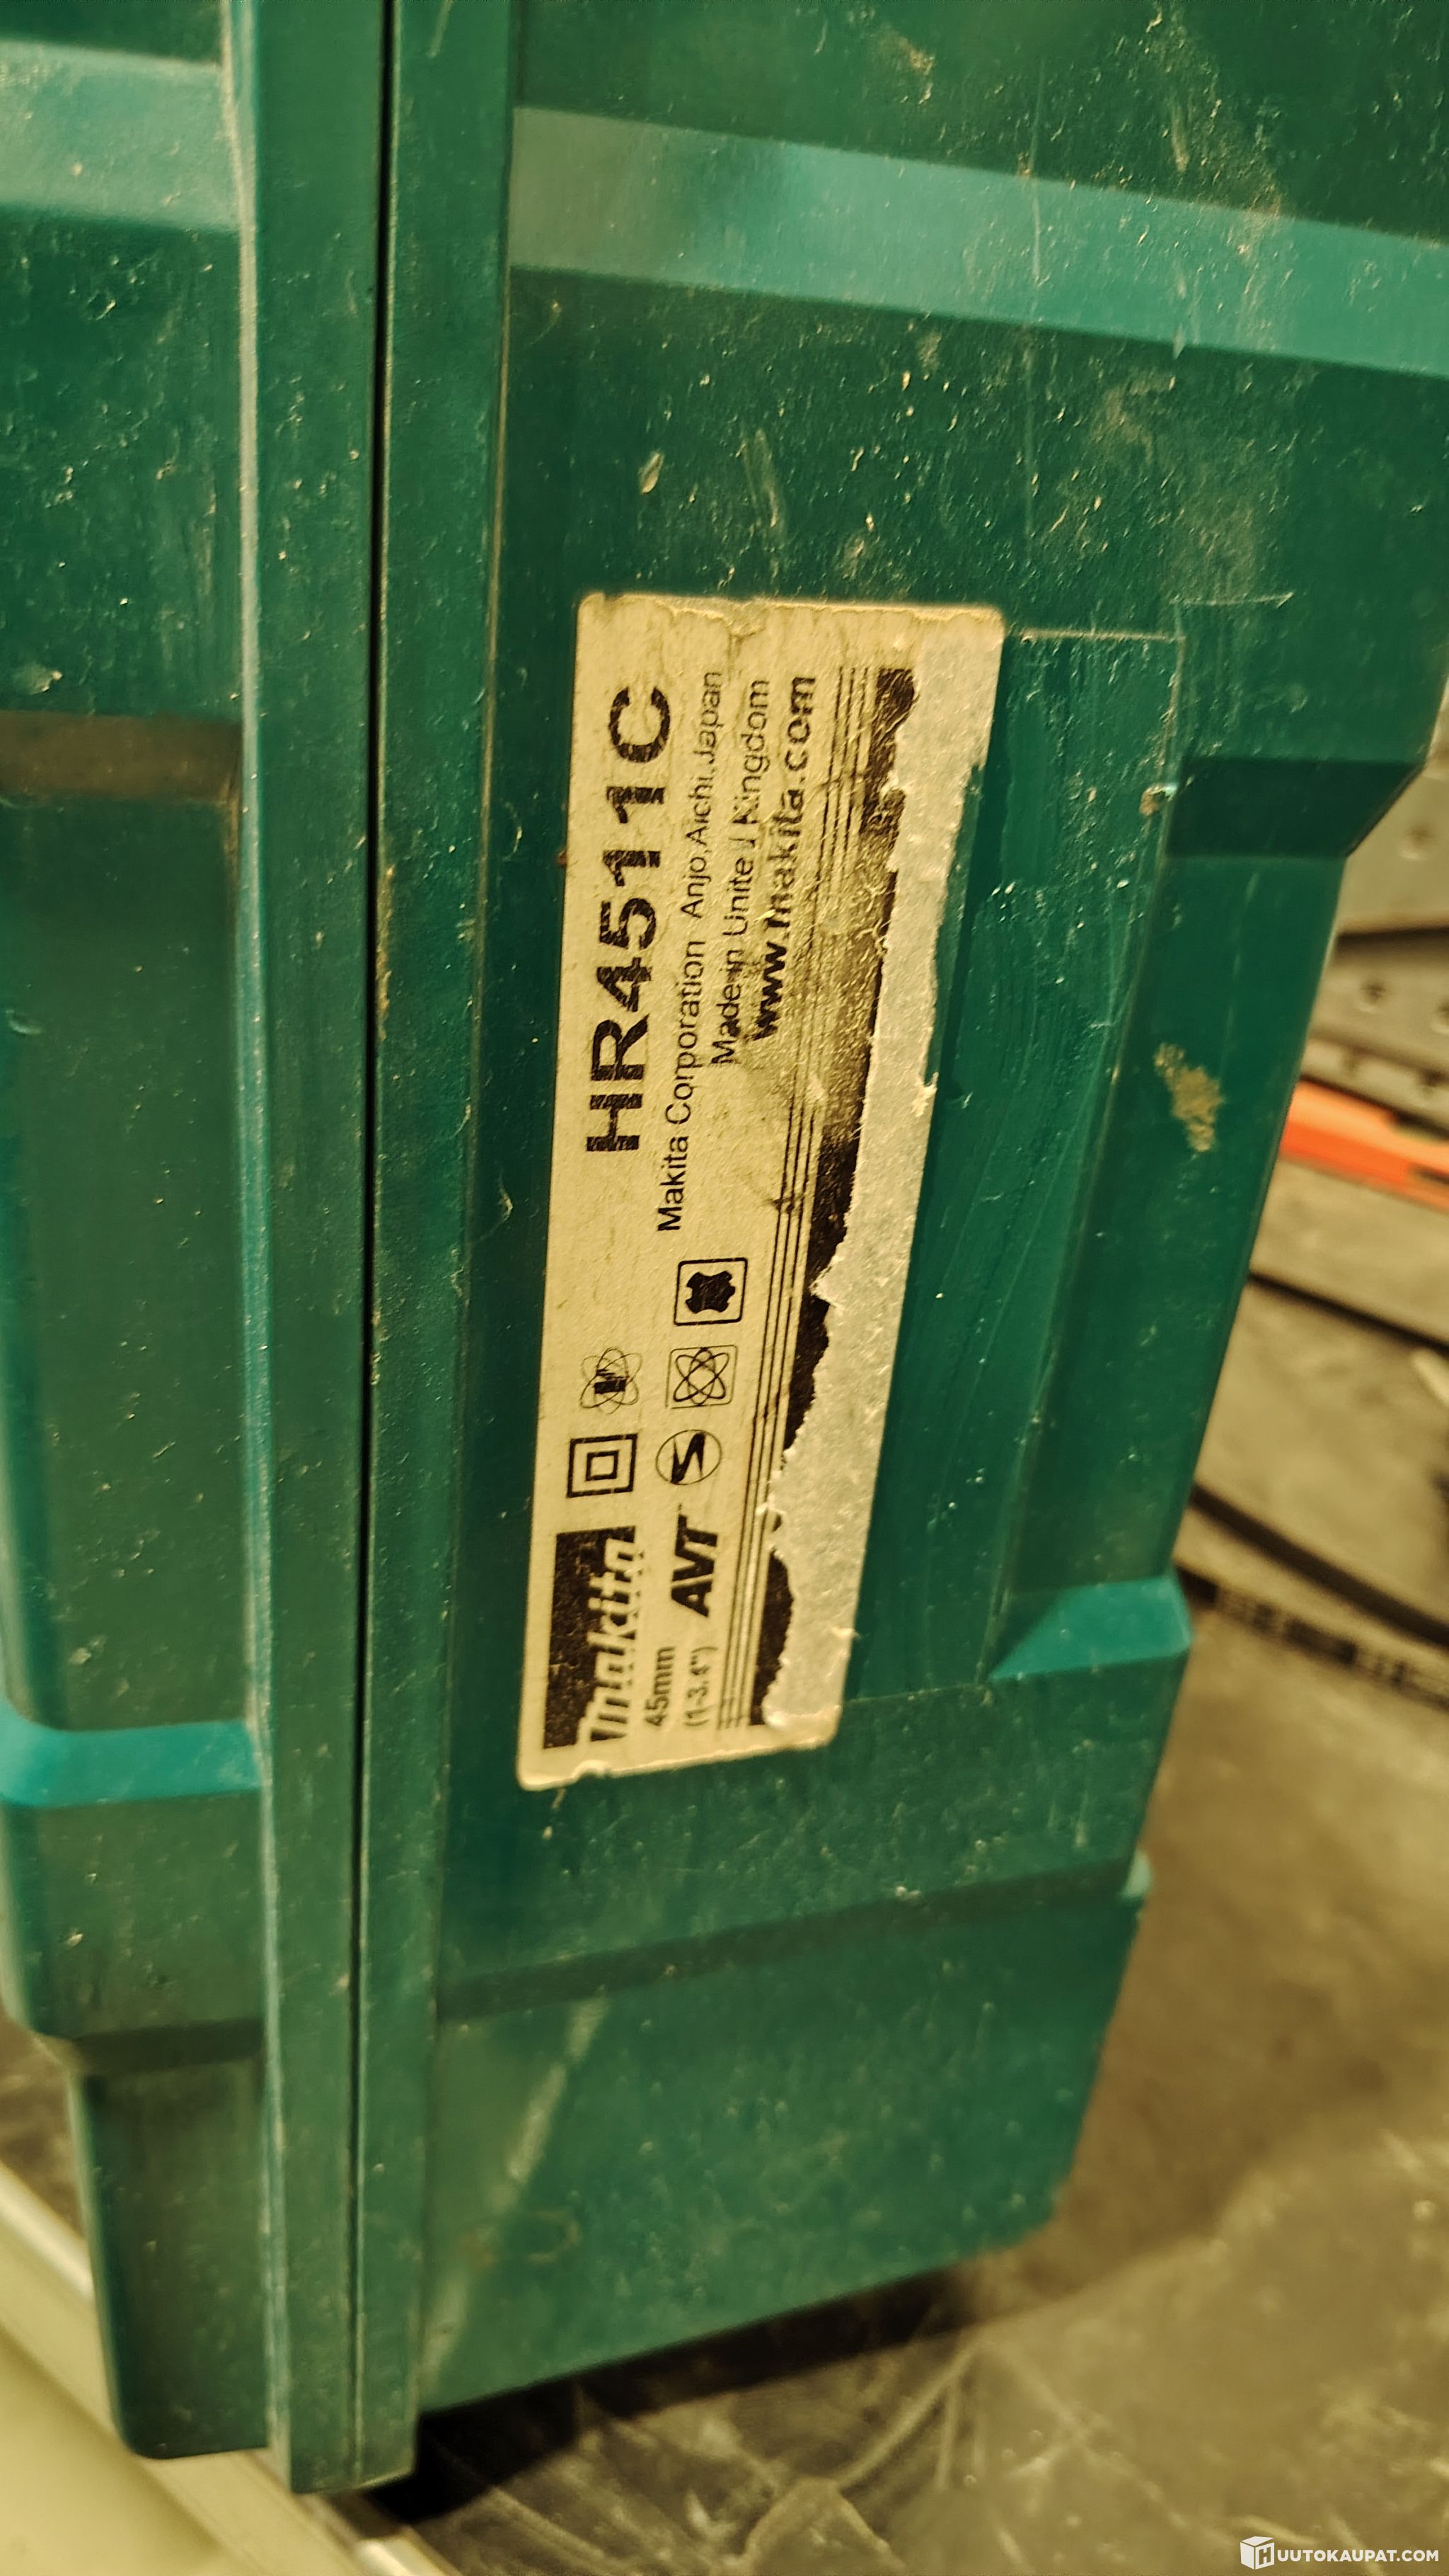 makita
HR4511C
45mm
(1-3.4")
AVT
Makita Corporation Anjo,Aichi,Japan
Made in Unite Kingdom
www.makita.com
HUUTOKAUPAT.COM